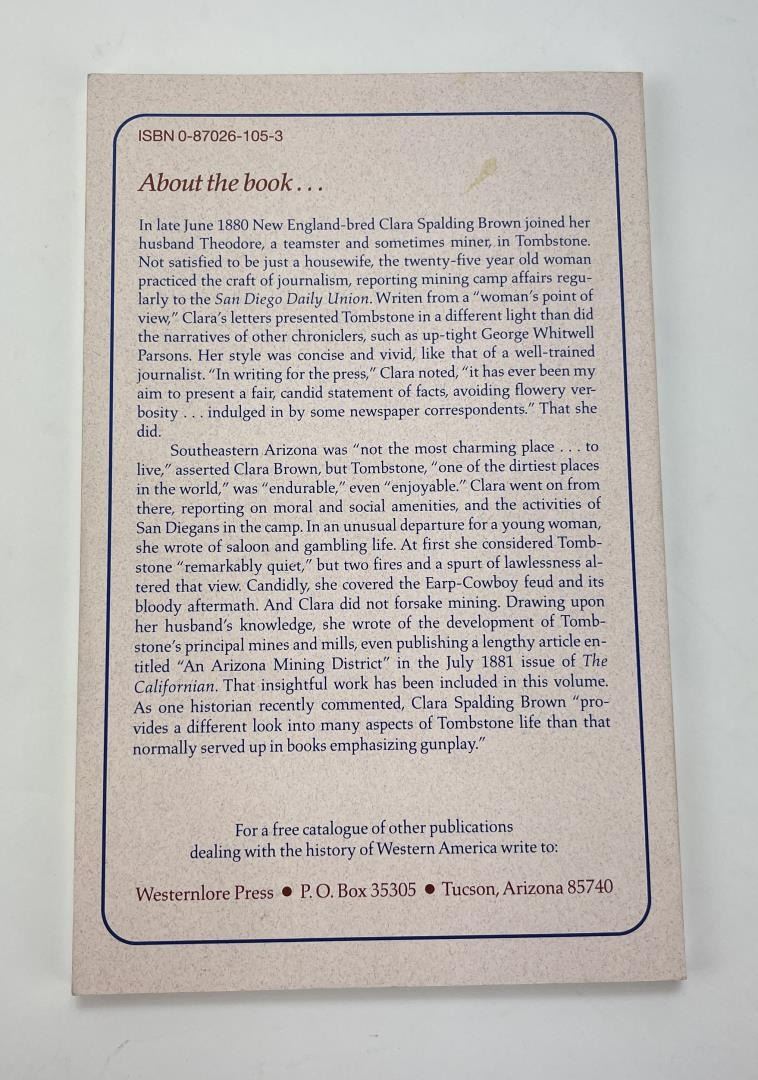 ISBN 0-87026-105-3
About the book . . .
In late June 1880 New England-bred Clara Spalding Brown joined her
husband Theodore, a teamster and sometimes miner, in Tombstone.
Not satisfied to be just a housewife, the twenty-five year old woman
practiced the craft of journalism, reporting mining camp affairs regu-
larly to the San Diego Daily Union. Writen from a “woman’s point of
view,” Clara’s letters presented Tombstone in a different light than did
the narratives of other chroniclers, such as up-tight George Whitwell
Parsons. Her style was concise and vivid, like that of a well-trained
journalist. “In writing for the press,” Clara noted, “it has ever been my
aim to present a fair, candid statement of facts, avoiding flowery ver-
bosity . . . indulged in by some newspaper correspondents.” That she
did.
Southeastern Arizona was “not the most charming place . . . to
live,” asserted Clara Brown, but Tombstone, “one of the dirtiest places
in the world,” was “endurable,” even “enjoyable.” Clara went on from
there, reporting on moral and social amenities, and the activities of
San Diegans in the camp. In an unusual departure for a young woman,
she wrote of saloon and gambling life. At first she considered Tomb-
stone “remarkably quiet,” but two fires and a spurt of lawlessness al-
tered that view. Candidly, she covered the Earp-Cowboy feud and its
bloody aftermath. And Clara did not forsake mining. Drawing upon
her husband’s knowledge, she wrote of the development of Tomb-
stone’s principal mines and mills, even publishing a lengthy article en-
titled “An Arizona Mining District” in the July 1881 issue of The
Californian. That insightful work has been included in this volume.
As one historian recently commented, Clara Spalding Brown “pro-
vides a different look into many aspects of Tombstone life than that
normally served up in books emphasizing gunplay.”
For a free catalogue of other publications
dealing with the history of Western America write to:
Westernlore Press ● P. O. Box 35305 ● Tucson, Arizona 85740